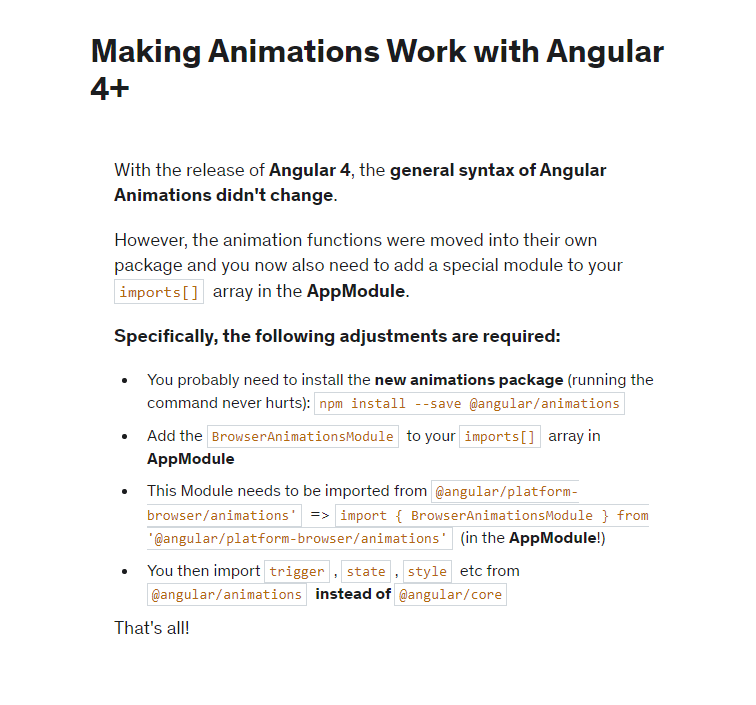 Making Animations Work with Angular
4+
With the release of Angular 4, the general syntax of Angular
Animations didn't change.
However, the animation functions were moved into their own
package and you now also need to add a special module to your
imports[] array in the AppModule.
Specifically, the following adjustments are required:
• You probably need to install the new animations package (running the
command never hurts): npm install --save @angular/animations
• Add the BrowserAnimationsModule to your imports[] array in
AppModule
• This Module needs to be imported from @angular/platform-
browser/animations' => import { BrowserAnimationsModule } from
'@angular/platform-browser/animations' (in the AppModule!)
• You then import trigger , state , style etc from
@angular/animations instead of @angular/core
That's all!